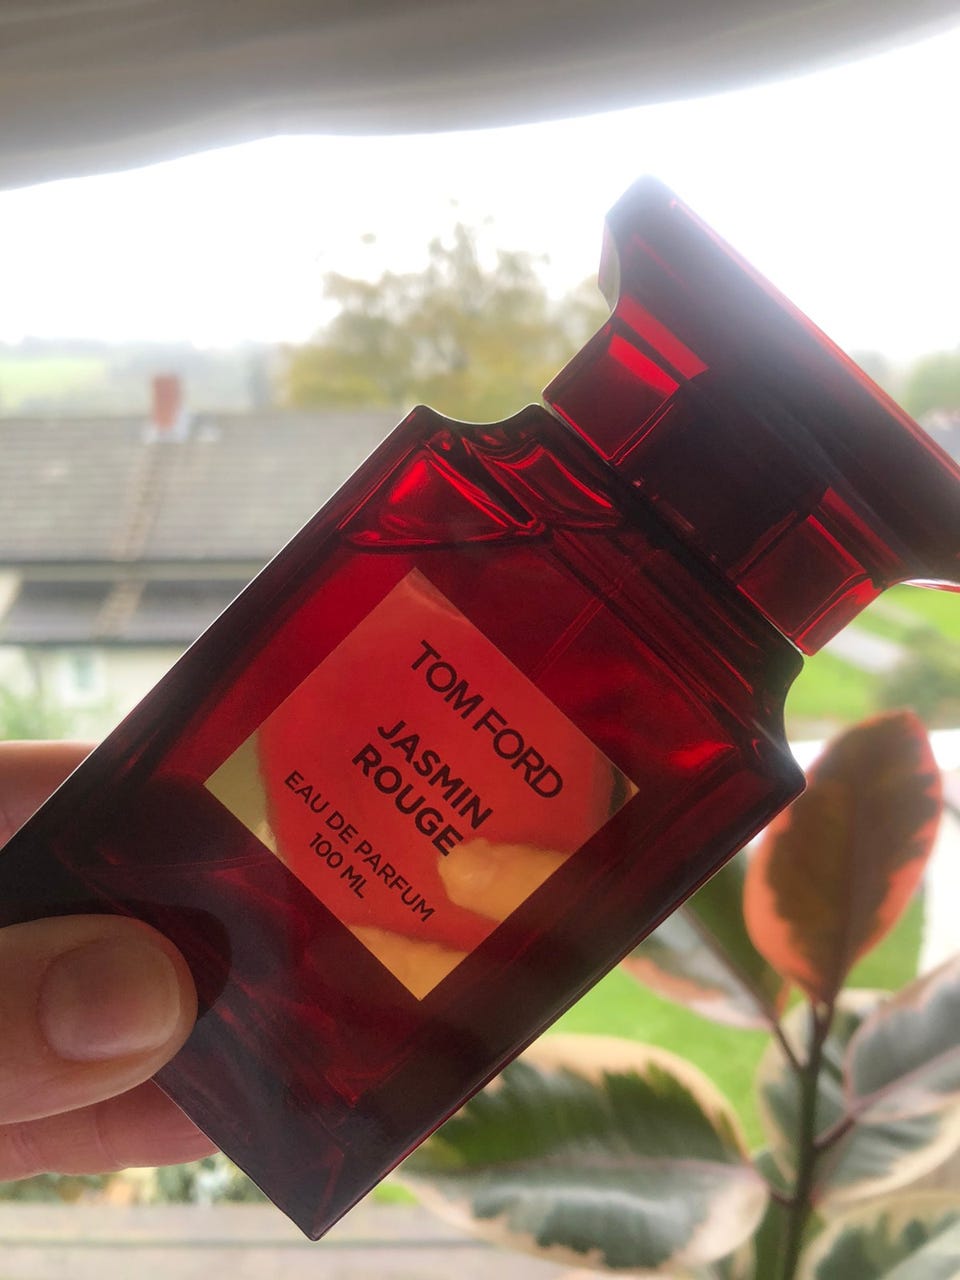 TOM FORD
JASMIN
ROUGE
EAU DE PARFUM
100 ML